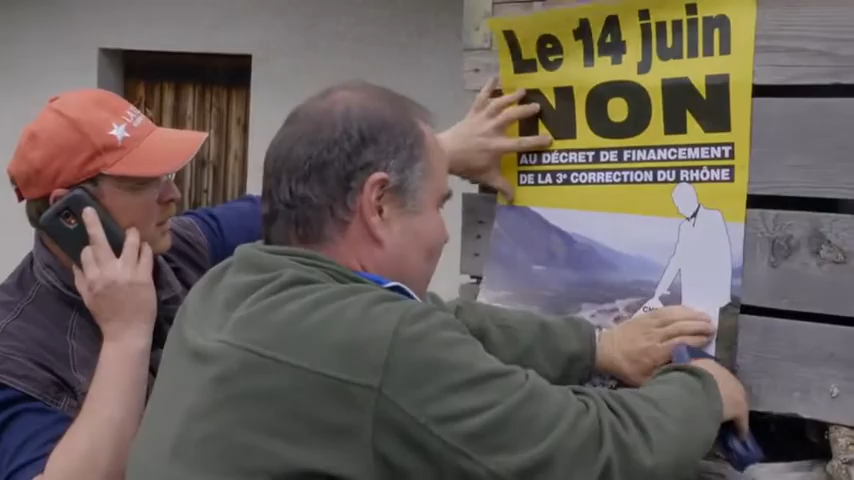 Le 14 juin
NON
AU DÉCRET DE FINANCEMENT
DE LA 3e CORRECTION DU RHÔNE